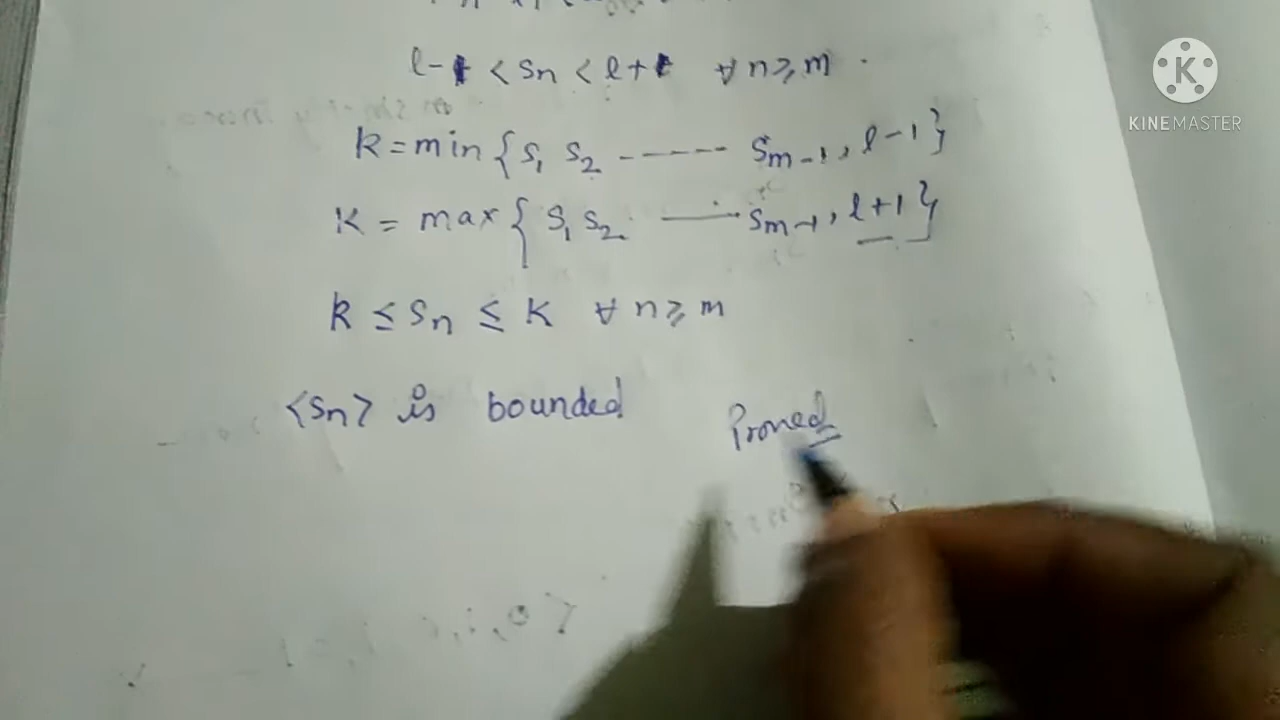 l-1 < Sn < l+1 ∀ n ≥ m .
k = min { S₁ S₂ ------ Sₘ₋₁, l-1 }
K = max { S₁ S₂ —— Sₘ₋₁, l+1 }
k ≤ Sn ≤ K ∀ n ≥ m
<Sn> is bounded
Proved
K
KINEMASTER